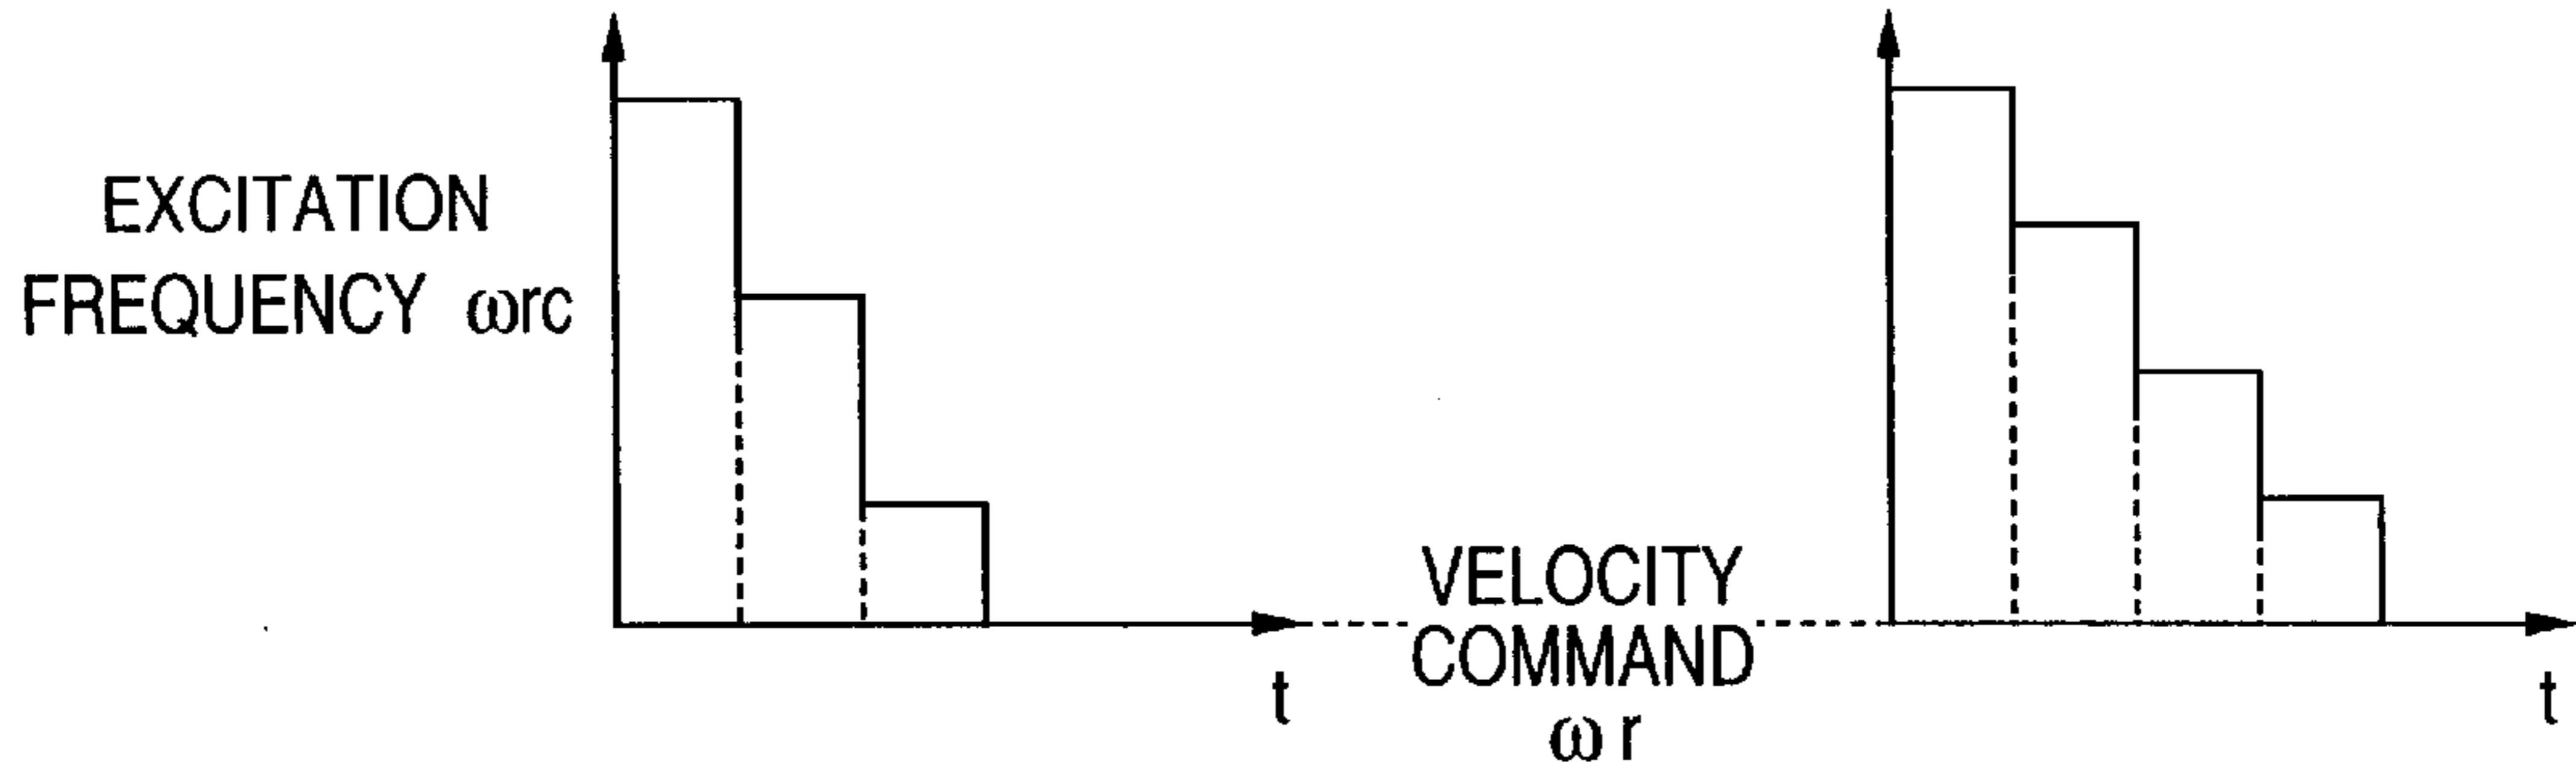 EXCITATION
FREQUENCY ωrc
t
VELOCITY
COMMAND
ω r
t